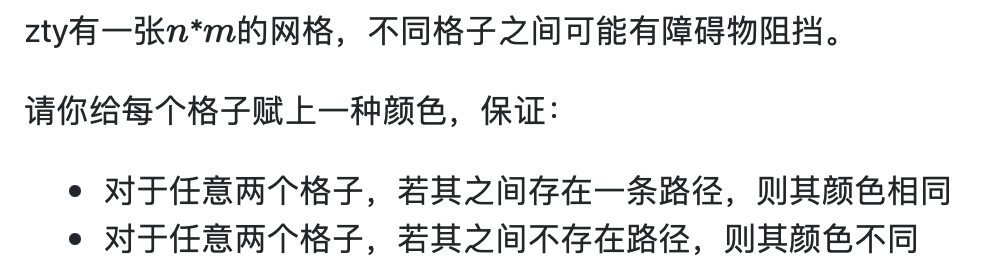 zty有一张n*m的网格，不同格子之间可能有障碍物阻挡。
请你给每个格子赋上一种颜色，保证：
• 对于任意两个格子，若其之间存在一条路径，则其颜色相同
• 对于任意两个格子，若其之间不存在路径，则其颜色不同